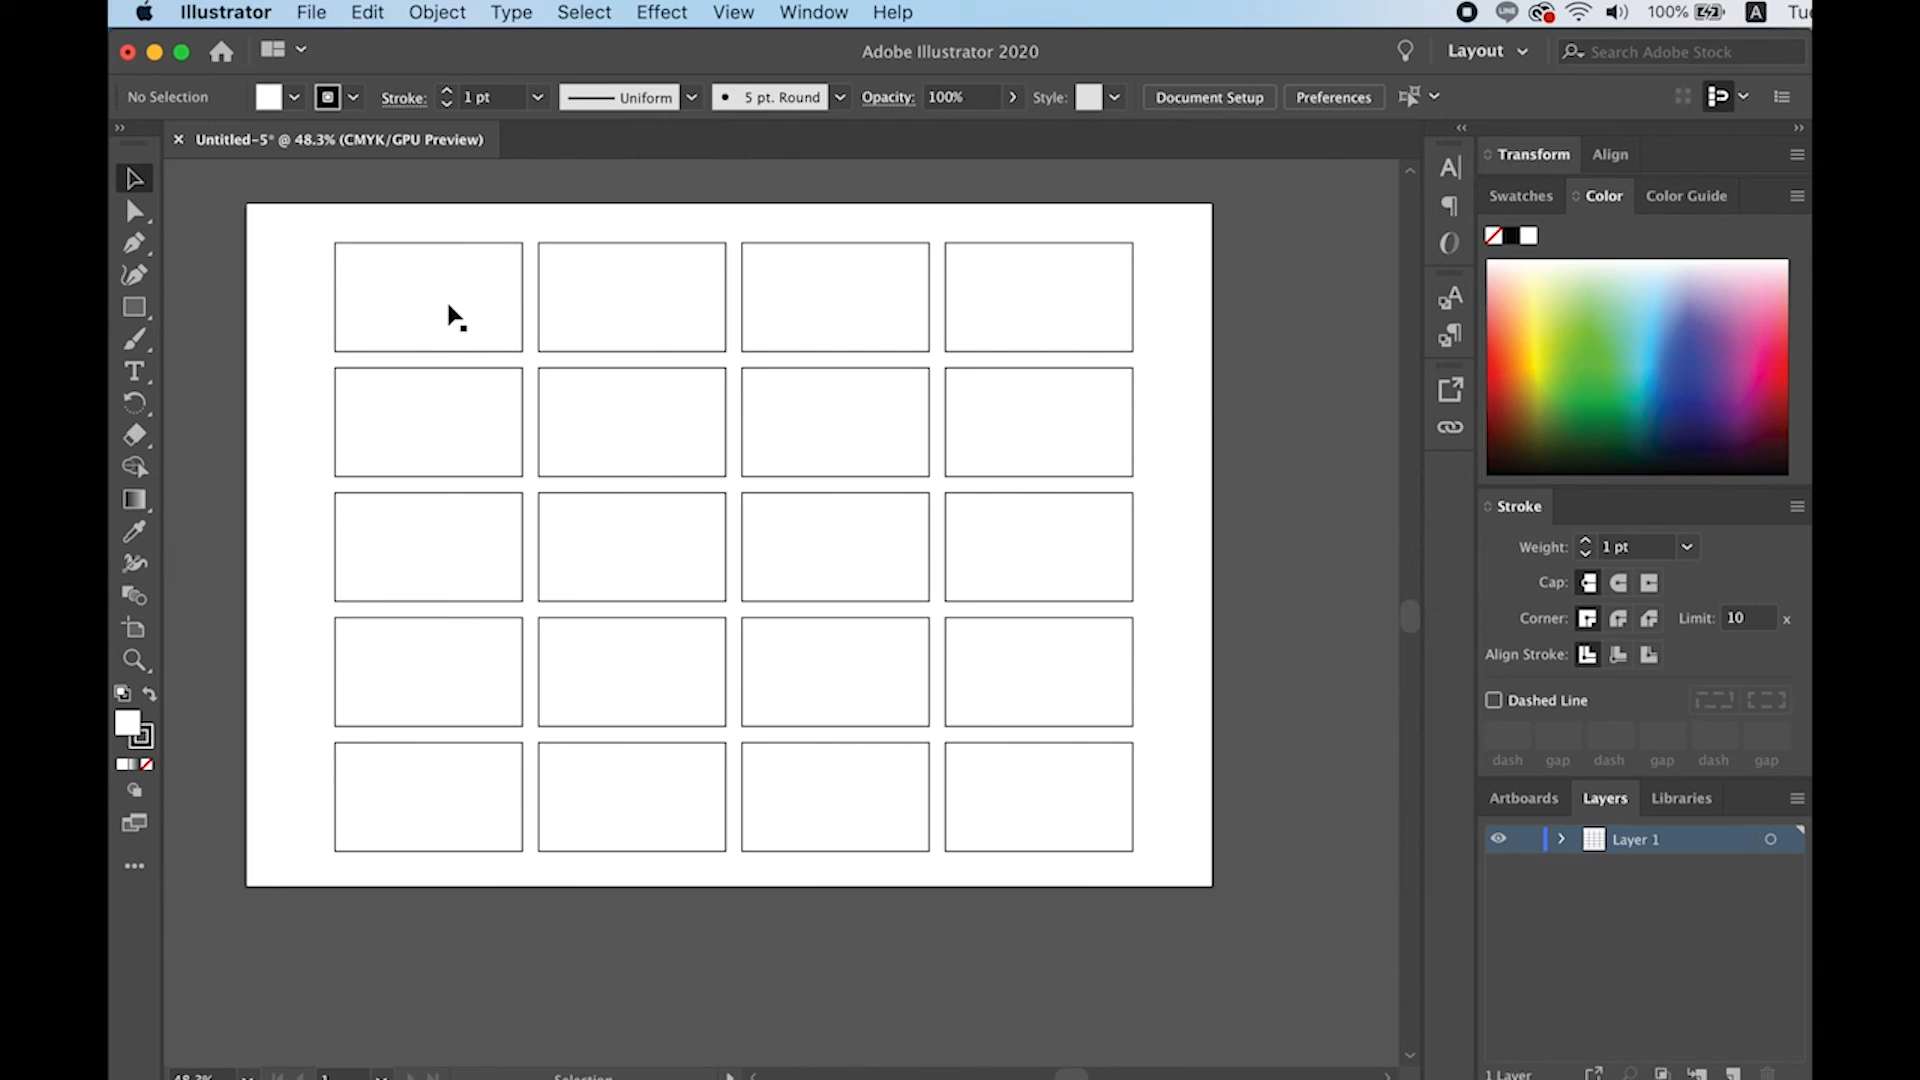 Illustrator File Edit Object Type Select Effect View Window Help
LINE 100% A Tue
Adobe Illustrator 2020
Layout
Search Adobe Stock
No Selection
Stroke: 1 pt
Uniform
5 pt. Round
Opacity: 100%
Style:
Document Setup
Preferences
Untitled-5* @ 48.3% (CMYK/GPU Preview)
Transform Align
Swatches Color Color Guide
Stroke
Weight: 1 pt
Cap:
Corner: Limit: 10 x
Align Stroke:
Dashed Line
dash gap dash gap dash gap
Artboards Layers Libraries
Layer 1
48.3% 1 Selection
1 Layer